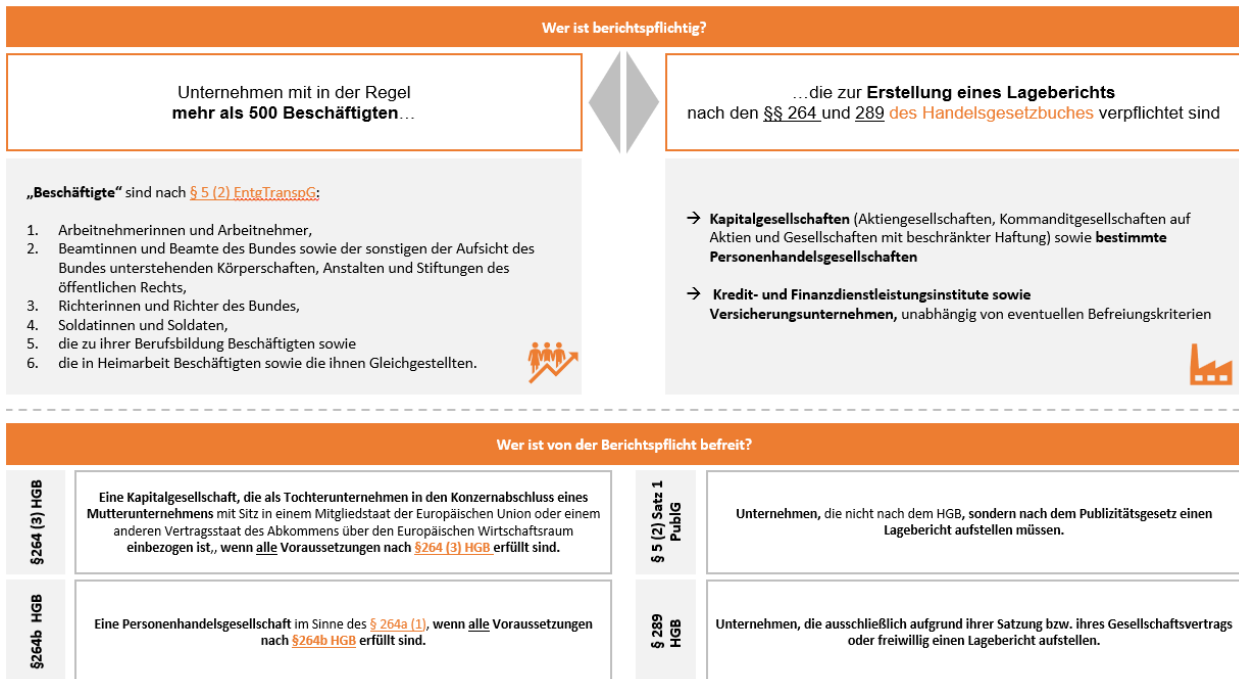 Wer ist berichtspflichtig?
Unternehmen mit in der Regel
mehr als 500 Beschäftigten…
…die zur Erstellung eines Lageberichts
nach den §§ 264 und 289 des Handelsgesetzbuches verpflichtet sind
„Beschäftigte“ sind nach § 5 (2) EntgTranspG:
1. Arbeitnehmerinnen und Arbeitnehmer,
2. Beamtinnen und Beamte des Bundes sowie der sonstigen der Aufsicht des
Bundes unterstehenden Körperschaften, Anstalten und Stiftungen des
öffentlichen Rechts,
3. Richterinnen und Richter des Bundes,
4. Soldatinnen und Soldaten,
5. die zu ihrer Berufsbildung Beschäftigten sowie
6. die in Heimarbeit Beschäftigten sowie die ihnen Gleichgestellten.
→ Kapitalgesellschaften (Aktiengesellschaften, Kommanditgesellschaften auf
Aktien und Gesellschaften mit beschränkter Haftung) sowie bestimmte
Personenhandelsgesellschaften
→ Kredit- und Finanzdienstleistungsinstitute sowie
Versicherungsunternehmen, unabhängig von eventuellen Befreiungskriterien
Wer ist von der Berichtspflicht befreit?
§264 (3) HGB
Eine Kapitalgesellschaft, die als Tochterunternehmen in den Konzernabschluss eines
Mutterunternehmens mit Sitz in einem Mitgliedstaat der Europäischen Union oder einem
anderen Vertragsstaat des Abkommens über den Europäischen Wirtschaftsraum
einbezogen ist,, wenn alle Voraussetzungen nach §264 (3) HGB erfüllt sind.
§ 5 (2) Satz 1
PublG
Unternehmen, die nicht nach dem HGB, sondern nach dem Publizitätsgesetz einen
Lagebericht aufstellen müssen.
§264b HGB
Eine Personenhandelsgesellschaft im Sinne des § 264a (1), wenn alle Voraussetzungen
nach §264b HGB erfüllt sind.
§ 289
HGB
Unternehmen, die ausschließlich aufgrund ihrer Satzung bzw. ihres Gesellschaftsvertrags
oder freiwillig einen Lagebericht aufstellen.